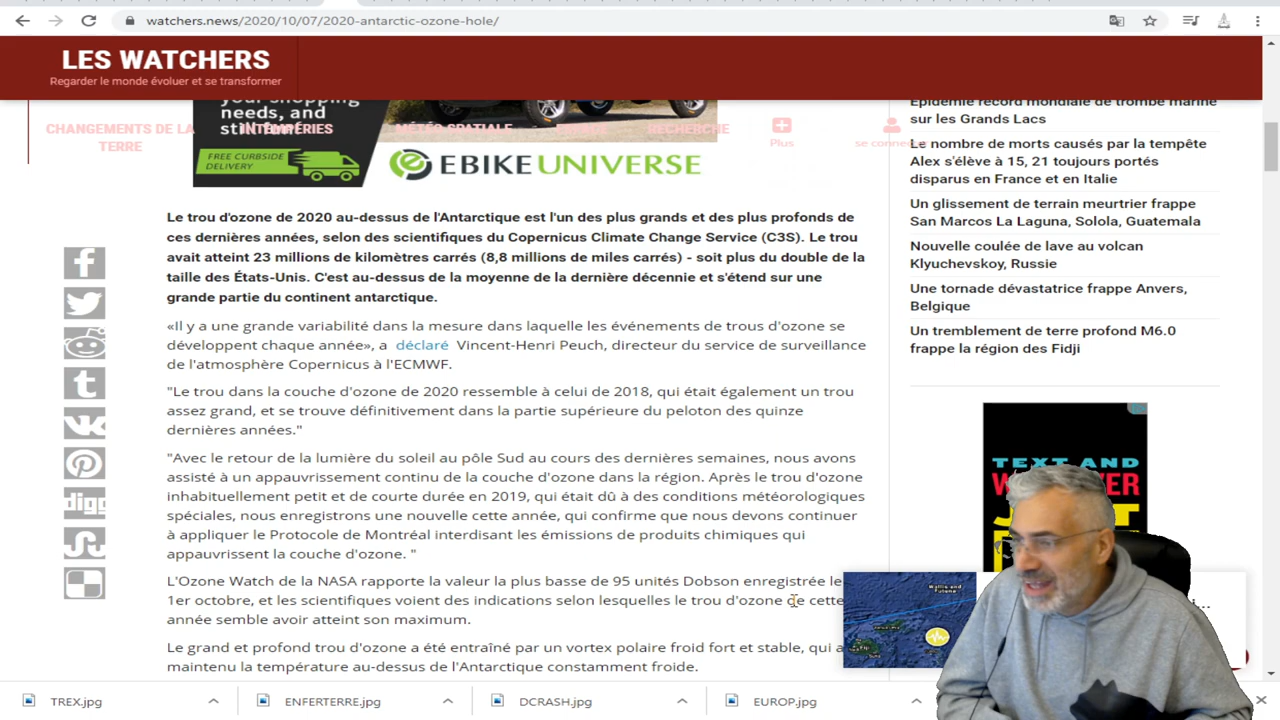 watchers.news/2020/10/07/2020-antarctic-ozone-hole/
LES WATCHERS
Regarder le monde évoluer et se transformer
your shopping
needs, and
CHANGEMENTS DE LA
TERRE
INTEMPÉRIES
MÉTÉO SPATIALE
RECHERCHE
Plus
FREE CURBSIDE
DELIVERY
EBIKE UNIVERSE
Le trou d'ozone de 2020 au-dessus de l'Antarctique est l'un des plus grands et des plus profonds de
ces dernières années, selon des scientifiques du Copernicus Climate Change Service (C3S). Le trou
avait atteint 23 millions de kilomètres carrés (8,8 millions de miles carrés) - soit plus du double de la
taille des États-Unis. C'est au-dessus de la moyenne de la dernière décennie et s'étend sur une
grande partie du continent antarctique.
«Il y a une grande variabilité dans la mesure dans laquelle les événements de trous d'ozone se
développent chaque année», a déclaré Vincent-Henri Peuch, directeur du service de surveillance
de l'atmosphère Copernicus à l'ECMWF.
"Le trou dans la couche d'ozone de 2020 ressemble à celui de 2018, qui était également un trou
assez grand, et se trouve définitivement dans la partie supérieure du peloton des quinze
dernières années."
"Avec le retour de la lumière du soleil au pôle Sud au cours des dernières semaines, nous avons
assisté à un appauvrissement continu de la couche d'ozone dans la région. Après le trou d'ozone
inhabituellement petit et de courte durée en 2019, qui était dû à des conditions météorologiques
spéciales, nous enregistrons une nouvelle cette année, qui confirme que nous devons continuer
à appliquer le Protocole de Montréal interdisant les émissions de produits chimiques qui
appauvrissent la couche d'ozone. "
L'Ozone Watch de la NASA rapporte la valeur la plus basse de 95 unités Dobson enregistrée le
1er octobre, et les scientifiques voient des indications selon lesquelles le trou d'ozone de cette
année semble avoir atteint son maximum.
Le grand et profond trou d'ozone a été entraîné par un vortex polaire froid fort et stable, qui a
maintenu la température au-dessus de l'Antarctique constamment froide.
Épidémie record mondiale de trombe marine
sur les Grands Lacs
Le nombre de morts causés par la tempête
Alex s'élève à 15, 21 toujours portés
disparus en France et en Italie
Un glissement de terrain meurtrier frappe
San Marcos La Laguna, Solola, Guatemala
Nouvelle coulée de lave au volcan
Klyuchevskoy, Russie
Une tornade dévastatrice frappe Anvers,
Belgique
Un tremblement de terre profond M6.0
frappe la région des Fidji
TEXT AND
Wallis and
Futuna
digg
TREX.jpg
ENFERTERRE.jpg
DCRASH.jpg
EUROP.jpg